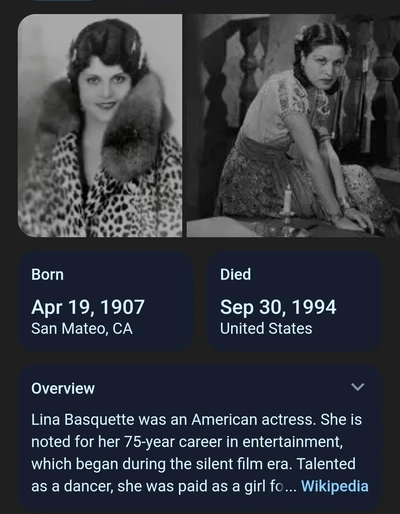 Born
Died
Apr 19, 1907
Sep 30, 1994
San Mateo, CA
United States
Overview
Lina Basquette was an American actress. She is
noted for her 75-year career in entertainment,
which began during the silent film era. Talented
as a dancer, she was paid as a girl fo... Wikipedia